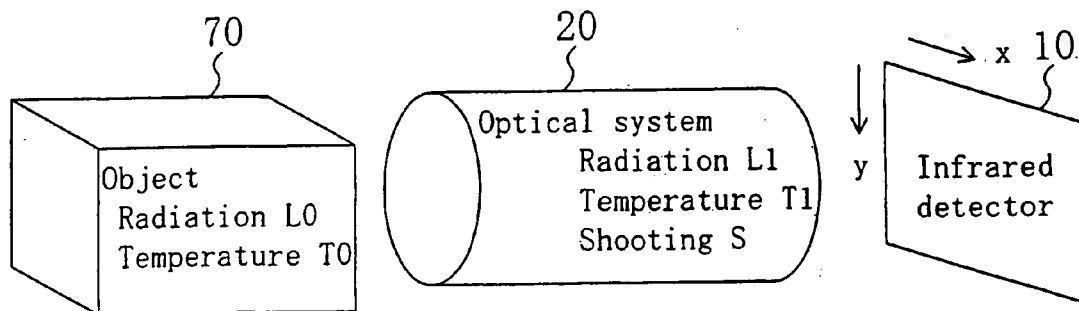 70
20
10
x
y
Object
Radiation L0
Temperature T0
Optical system
Radiation L1
Temperature T1
Shooting S
Infrared
detector